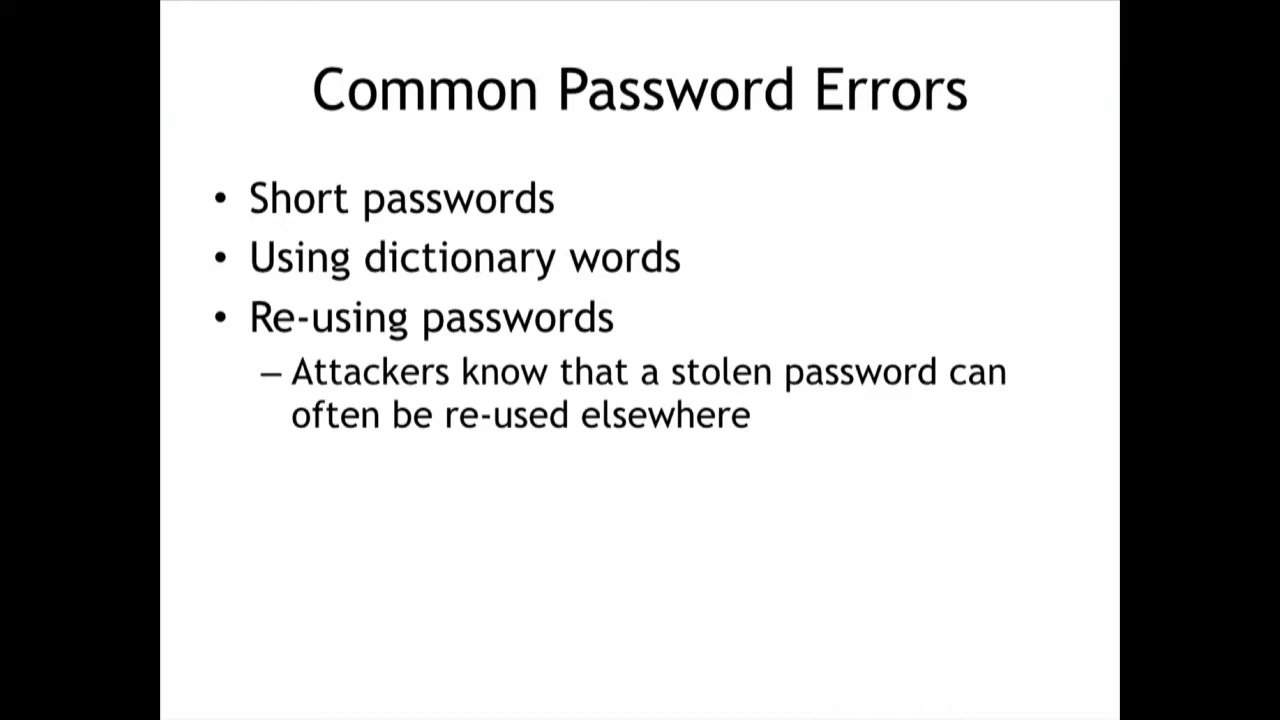 Common Password Errors
• Short passwords
• Using dictionary words
• Re-using passwords
– Attackers know that a stolen password can
often be re-used elsewhere